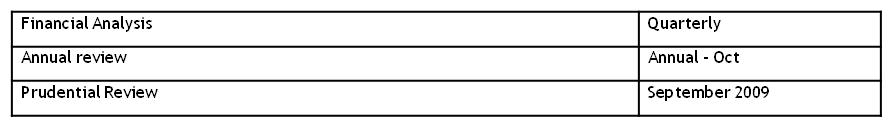 Financial Analysis Quarterly
Annual review Annual - Oct
Prudential Review September 2009